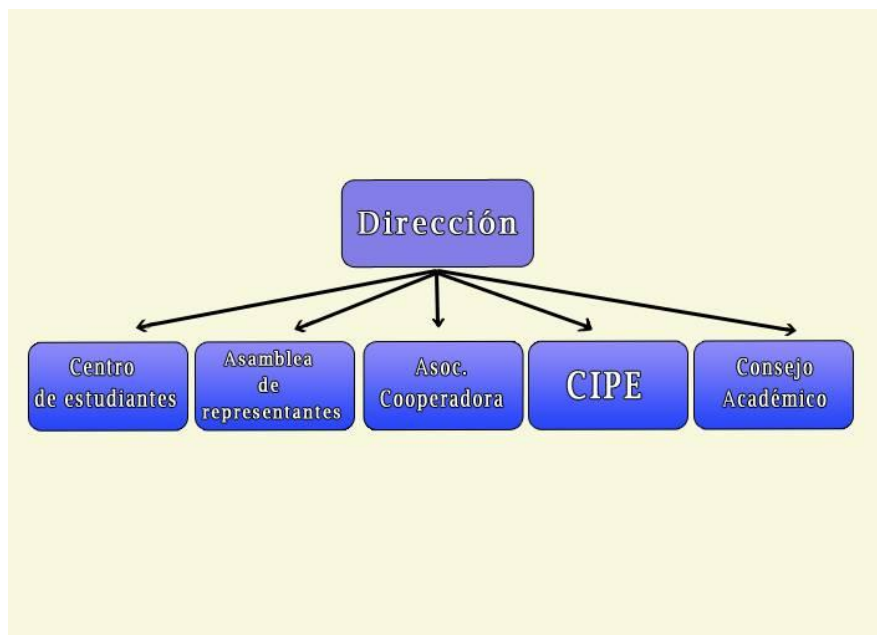 Dirección
Centro
de estudiantes
Asamblea
de
representantes
Asoc.
Cooperadora
CIPE
Consejo
Académico